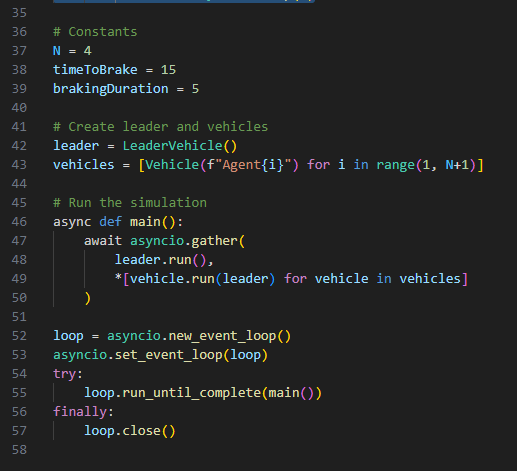 35
36 # Constants
37 N = 4
38 timeToBrake = 15
39 brakingDuration = 5
40
41 # Create leader and vehicles
42 leader = LeaderVehicle()
43 vehicles = [Vehicle(f"Agent{i}") for i in range(1, N+1)]
44
45 # Run the simulation
46 async def main():
47     await asyncio.gather(
48         leader.run(),
49         *[vehicle.run(leader) for vehicle in vehicles]
50     )
51
52 loop = asyncio.new_event_loop()
53 asyncio.set_event_loop(loop)
54 try:
55     loop.run_until_complete(main())
56 finally:
57     loop.close()
58